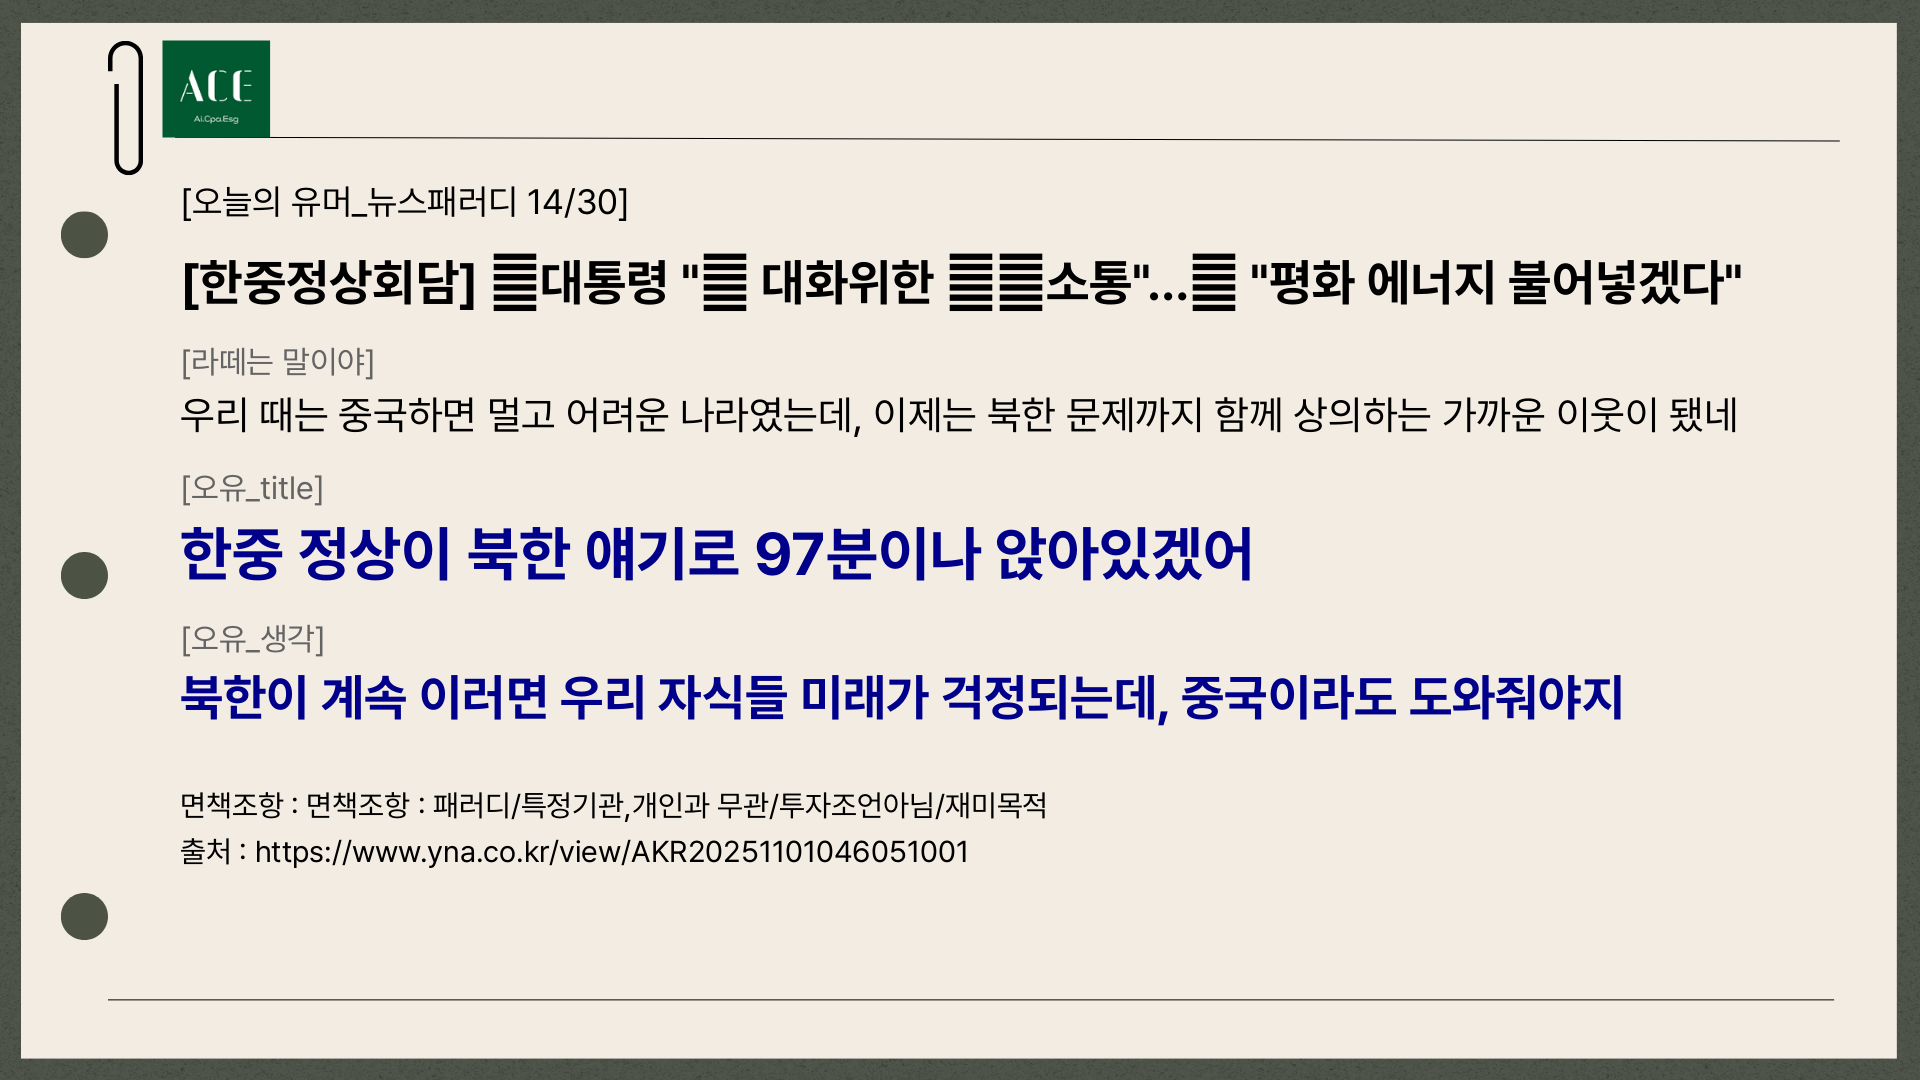 ACE
Ai.Cpa.Esg
[오늘의 유머_뉴스패러디 14/30]
[한중정상회담] 대통령 " 대화위한 소통"... "평화 에너지 불어넣겠다"
[라떼는 말이야]
우리 때는 중국하면 멀고 어려운 나라였는데, 이제는 북한 문제까지 함께 상의하는 가까운 이웃이 됐네
[오유_title]
한중 정상이 북한 얘기로 97분이나 앉아있겠어
[오유_생각]
북한이 계속 이러면 우리 자식들 미래가 걱정되는데, 중국이라도 도와줘야지
면책조항 : 면책조항 : 패러디/특정기관,개인과 무관/투자조언아님/재미목적
출처 : https://www.yna.co.kr/view/AKR20251101046051001